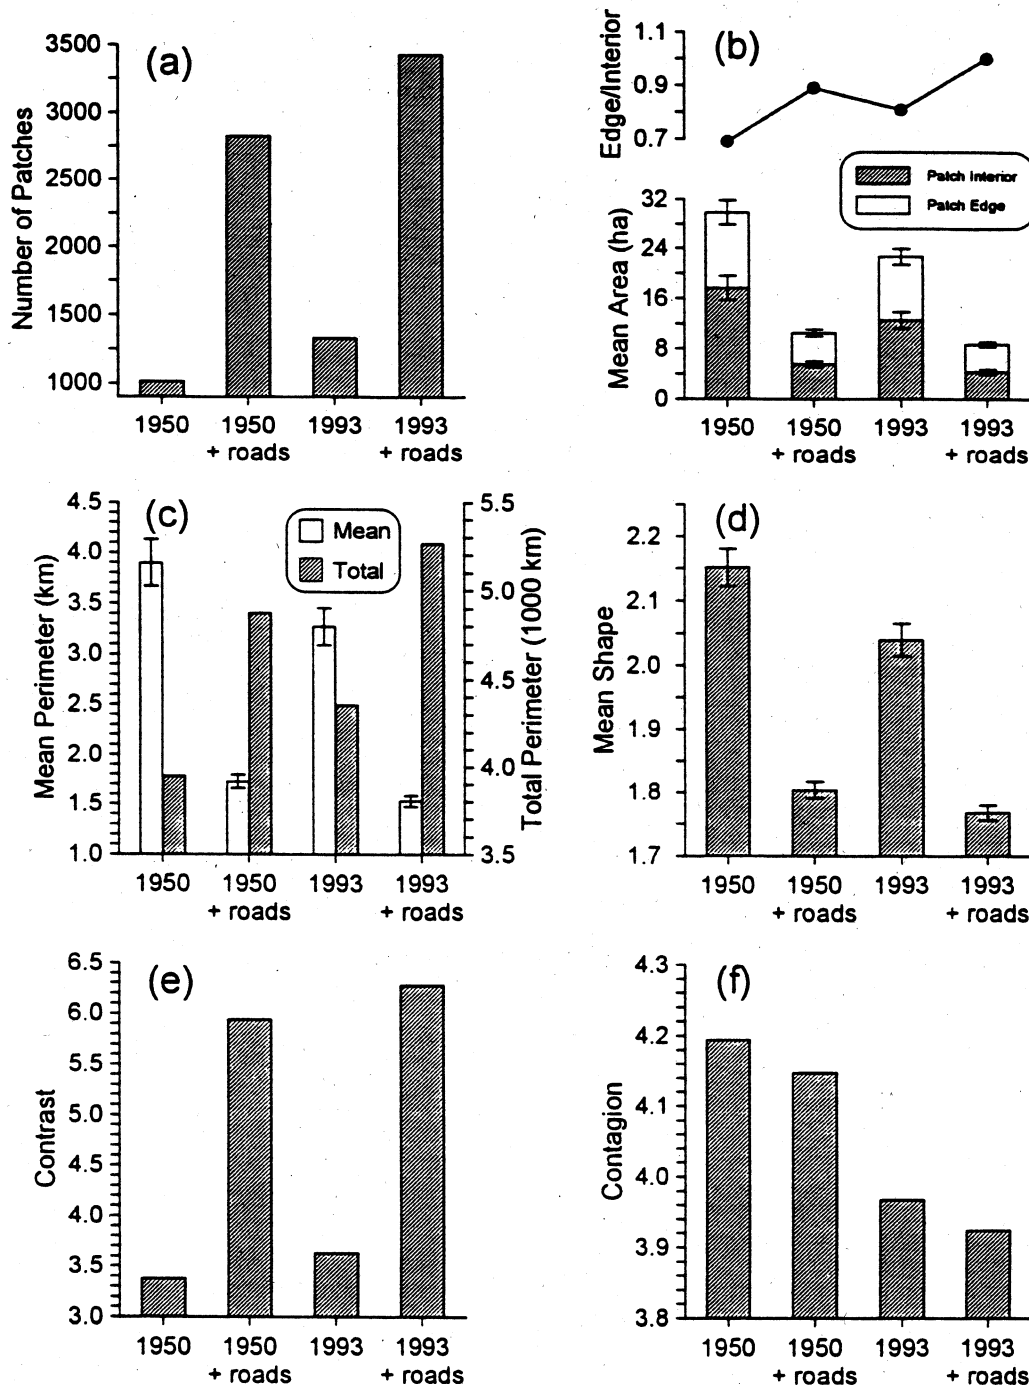 (a)
Number of Patches
3500
3000
2500
2000
1500
1000
1950
1950
+ roads
1993
1993
+ roads
(b)
Edge/Interior
1.1
0.9
0.7
Patch Interior
Patch Edge
Mean Area (ha)
32
24
16
8
0
1950
1950
+ roads
1993
1993
+ roads
(c)
Mean Perimeter (km)
4.5
4.0
3.5
3.0
2.5
2.0
1.5
1.0
Mean
Total
5.5
5.0
4.5
4.0
3.5
Total Perimeter (1000 km)
1950
1950
+ roads
1993
1993
+ roads
(d)
Mean Shape
2.2
2.1
2.0
1.9
1.8
1.7
1950
1950
+ roads
1993
1993
+ roads
(e)
Contrast
6.5
6.0
5.5
5.0
4.5
4.0
3.5
3.0
1950
1950
+ roads
1993
1993
+ roads
(f)
Contagion
4.3
4.2
4.1
4.0
3.9
3.8
1950
1950
+ roads
1993
1993
+ roads